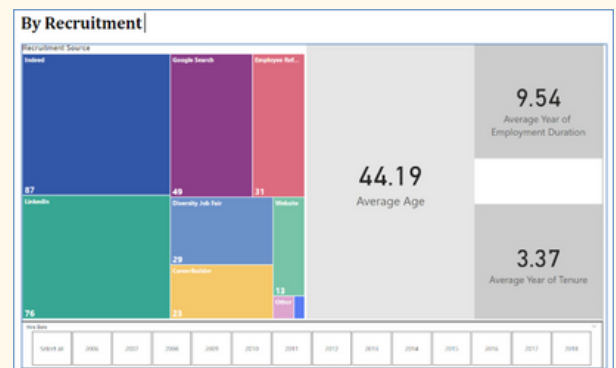 By Recruitment
Recruitment Source
Indeed
87
Google Search
49
Employee Ref...
31
LinkedIn
76
Diversity Job Fair
29
CareerBuilder
23
Website
13
Other
44.19
Average Age
9.54
Average Year of
Employment Duration
3.37
Average Year of Tenure
Hire Date
Select all 2006 2007 2008 2009 2010 2011 2012 2013 2014 2015 2016 2017 2018